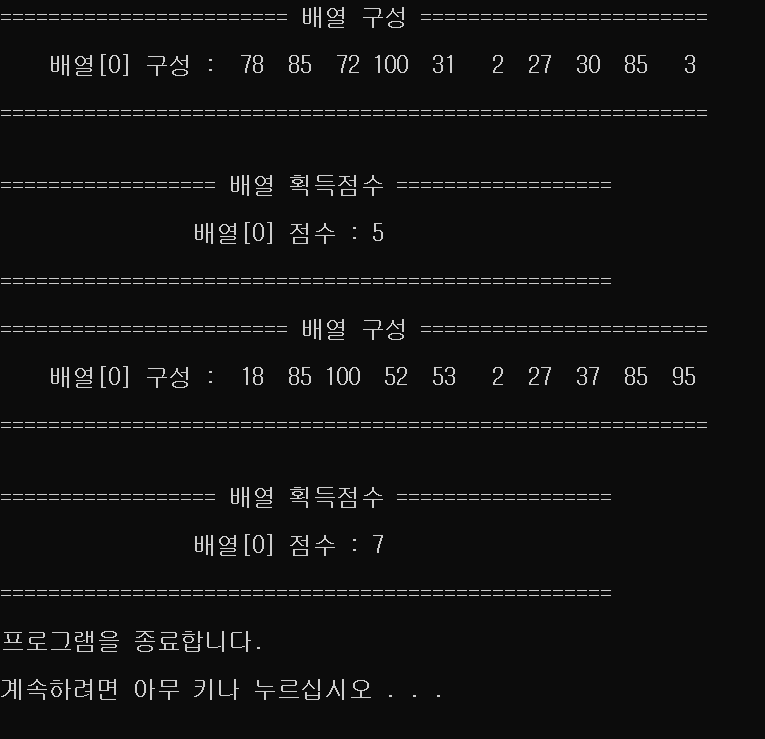 ======================== 배열 구성 ========================
배열[0] 구성 :  78  85  72 100  31   2  27  30  85   3
===========================================================
================== 배열 획득점수 ==================
배열[0] 점수 : 5
===================================================
======================== 배열 구성 ========================
배열[0] 구성 :  18  85 100  52  53   2  27  37  85  95
===========================================================
================== 배열 획득점수 ==================
배열[0] 점수 : 7
===================================================
프로그램을 종료합니다.
계속하려면 아무 키나 누르십시오 . . .